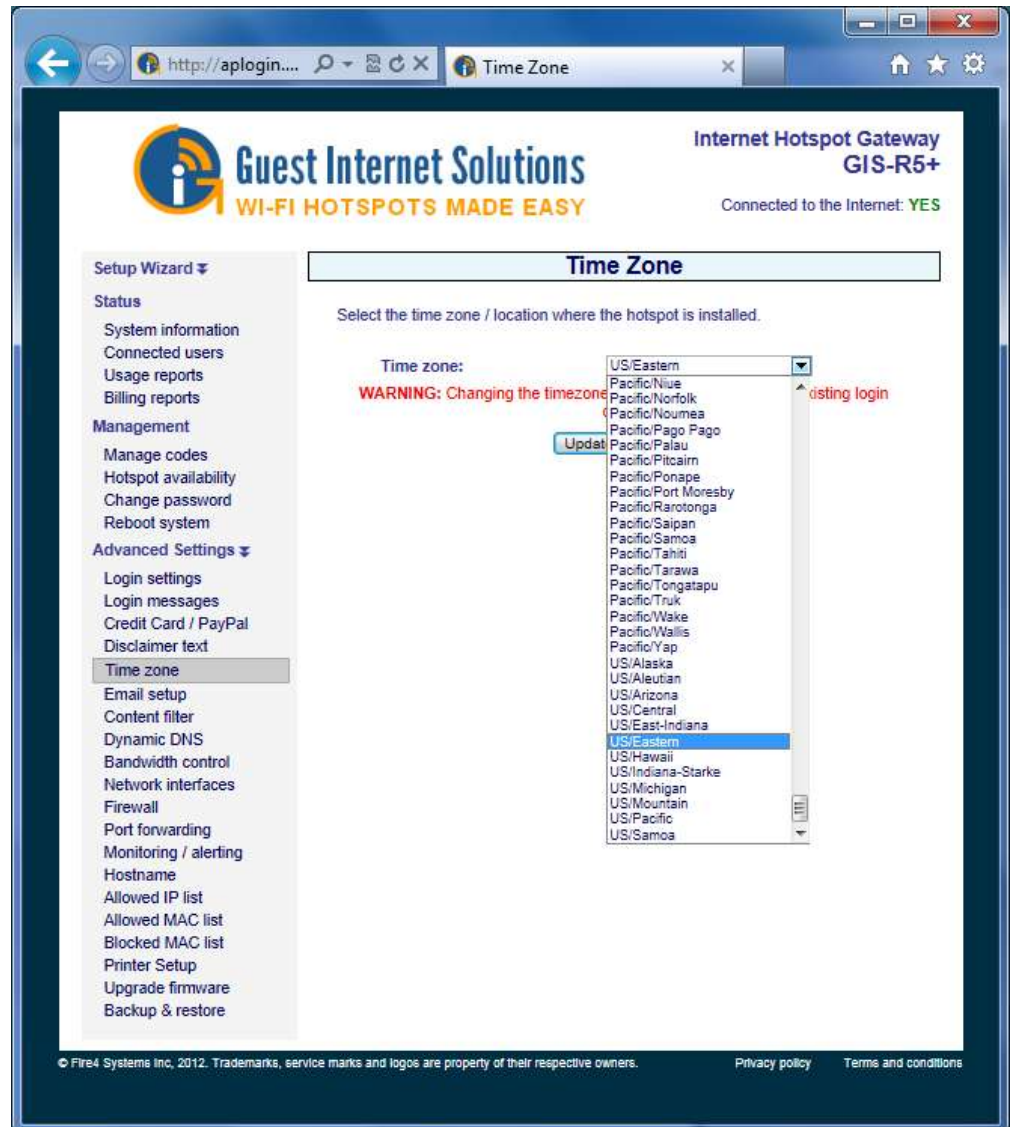 http://aplogin....
Time Zone
Guest Internet Solutions
WI-FI HOTSPOTS MADE EASY
Internet Hotspot Gateway
GIS-R5+
Connected to the Internet: YES
Setup Wizard
Status
System information
Connected users
Usage reports
Billing reports
Management
Manage codes
Hotspot availability
Change password
Reboot system
Advanced Settings
Login settings
Login messages
Credit Card / PayPal
Disclaimer text
Time zone
Email setup
Content filter
Dynamic DNS
Bandwidth control
Network interfaces
Firewall
Port forwarding
Monitoring / alerting
Hostname
Allowed IP list
Allowed MAC list
Blocked MAC list
Printer Setup
Upgrade firmware
Backup & restore
Time Zone
Select the time zone / location where the hotspot is installed.
Time zone: US/Eastern
WARNING: Changing the timezone login
Pacific/Niue
Pacific/Norfolk
Pacific/Noumea
Pacific/Pago Pago
Pacific/Palau
Pacific/Pitcairn
Pacific/Ponape
Pacific/Port Moresby
Pacific/Rarotonga
Pacific/Saipan
Pacific/Samoa
Pacific/Tahiti
Pacific/Tarawa
Pacific/Tongatapu
Pacific/Truk
Pacific/Wake
Pacific/Wallis
Pacific/Yap
US/Alaska
US/Aleutian
US/Arizona
US/Central
US/East-Indiana
US/Eastern
US/Hawaii
US/Indiana-Starke
US/Michigan
US/Mountain
US/Pacific
US/Samoa
© Fire4 Systems Inc, 2012. Trademarks, service marks and logos are property of their respective owners.
Privacy policy
Terms and conditions